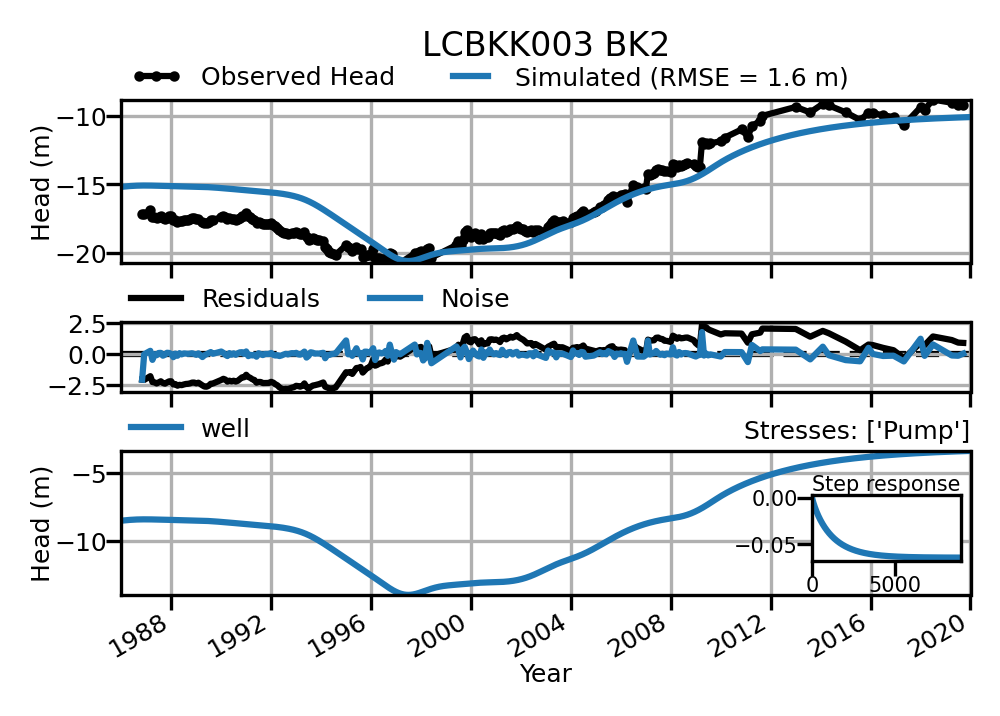 LCBKK003 BK2
Observed Head Simulated (RMSE = 1.6 m)
Head (m)
−10
−15
−20
Residuals Noise
2.5
0.0
−2.5
well Stresses: ['Pump']
Head (m)
−5
−10
Step response
0.00
−0.05
0 5000
1988 1992 1996 2000 2004 2008 2012 2016 2020
Year